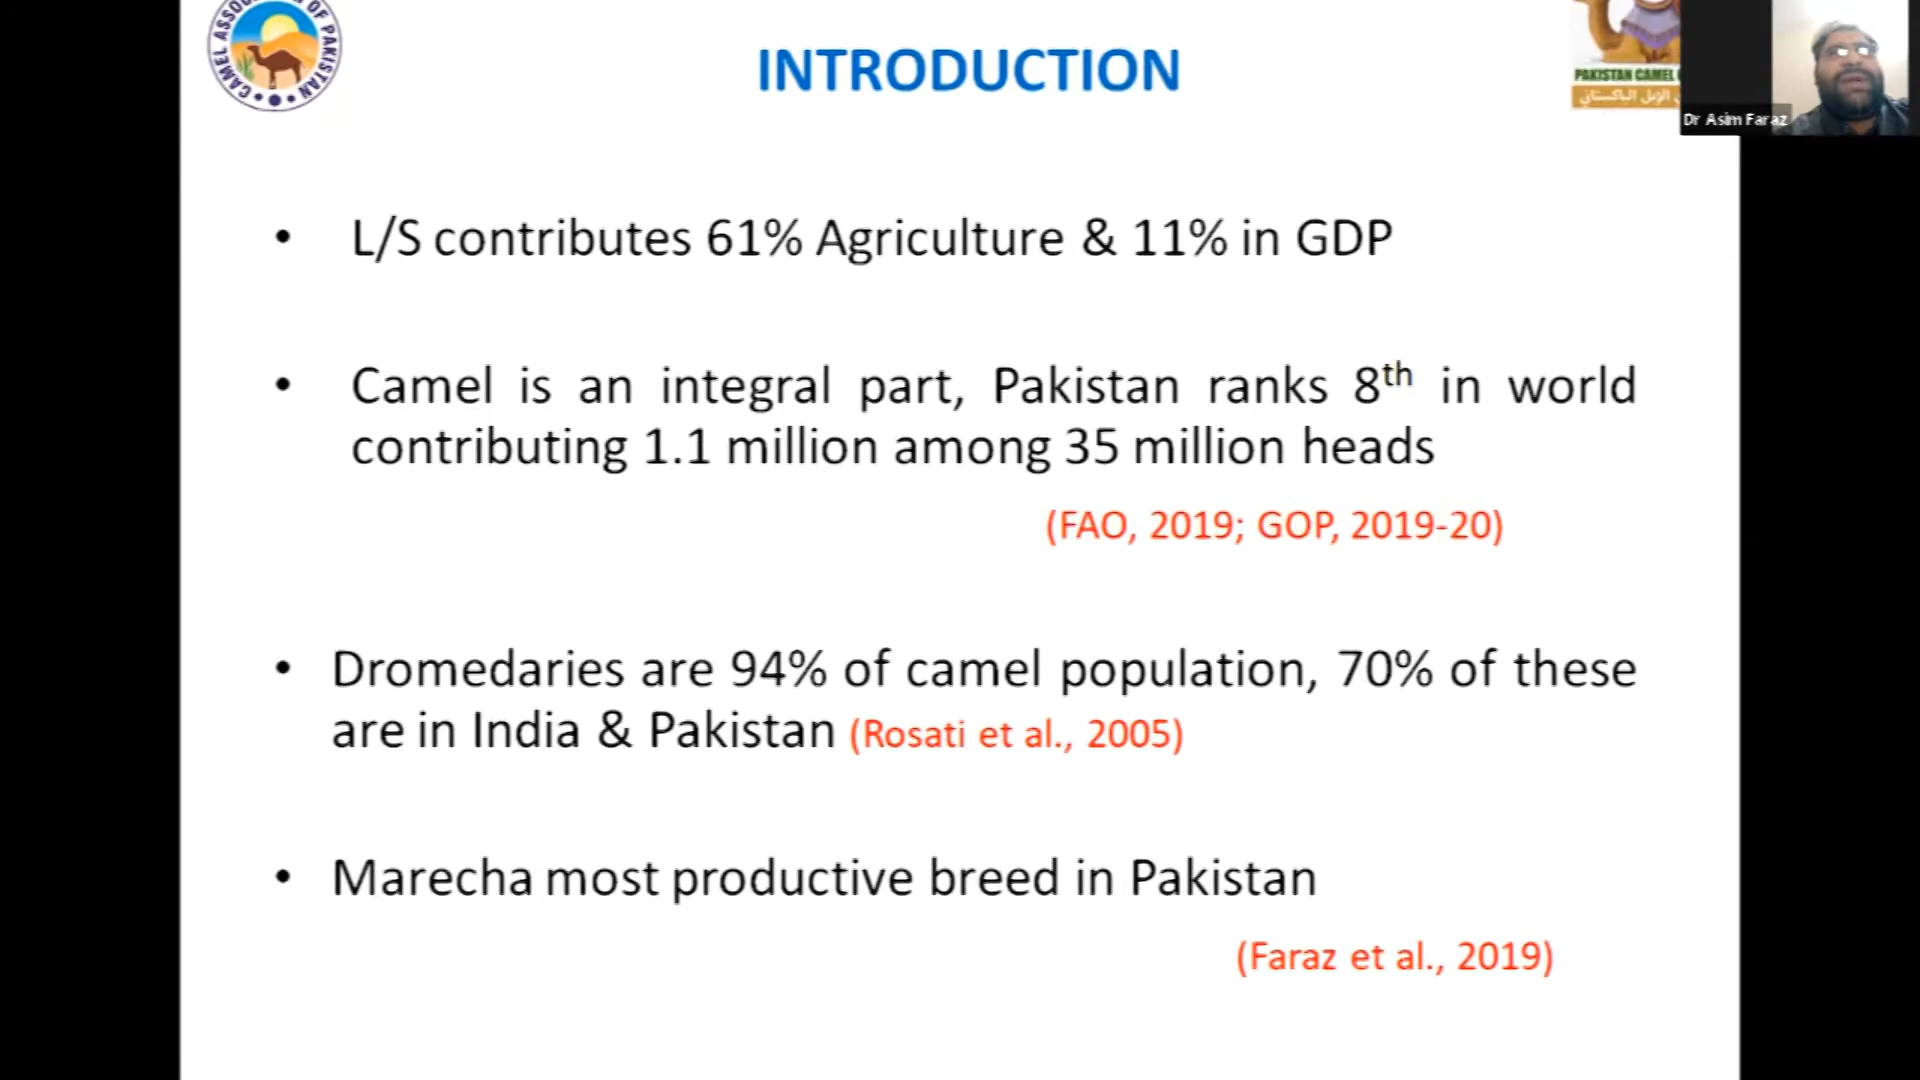 CAMEL ASSOC OF PAKISTAN
INTRODUCTION
PAKISTAN CAMEL
الإبل الباكستاني
Dr Asim Faraz
• L/S contributes 61% Agriculture & 11% in GDP
• Camel is an integral part, Pakistan ranks 8th in world
contributing 1.1 million among 35 million heads
(FAO, 2019; GOP, 2019-20)
• Dromedaries are 94% of camel population, 70% of these
are in India & Pakistan (Rosati et al., 2005)
• Marecha most productive breed in Pakistan
(Faraz et al., 2019)